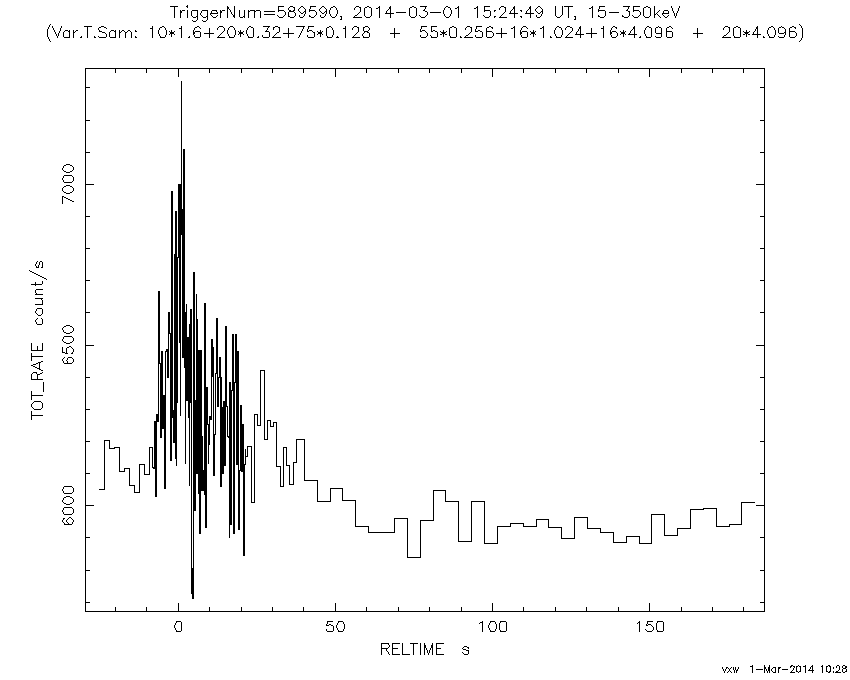 TriggerNum=589590, 2014-03-01 15:24:49 UT, 15-350keV
(Var.T.Sam: 10*1.6+20*0.32+75*0.128 + 55*0.256+16*1.024+16*4.096 + 20*4.096)
7000
6500
6000
TOT_RATE count/s
0 50 100 150
RELTIME s
vxw 1-Mar-2014 10:28